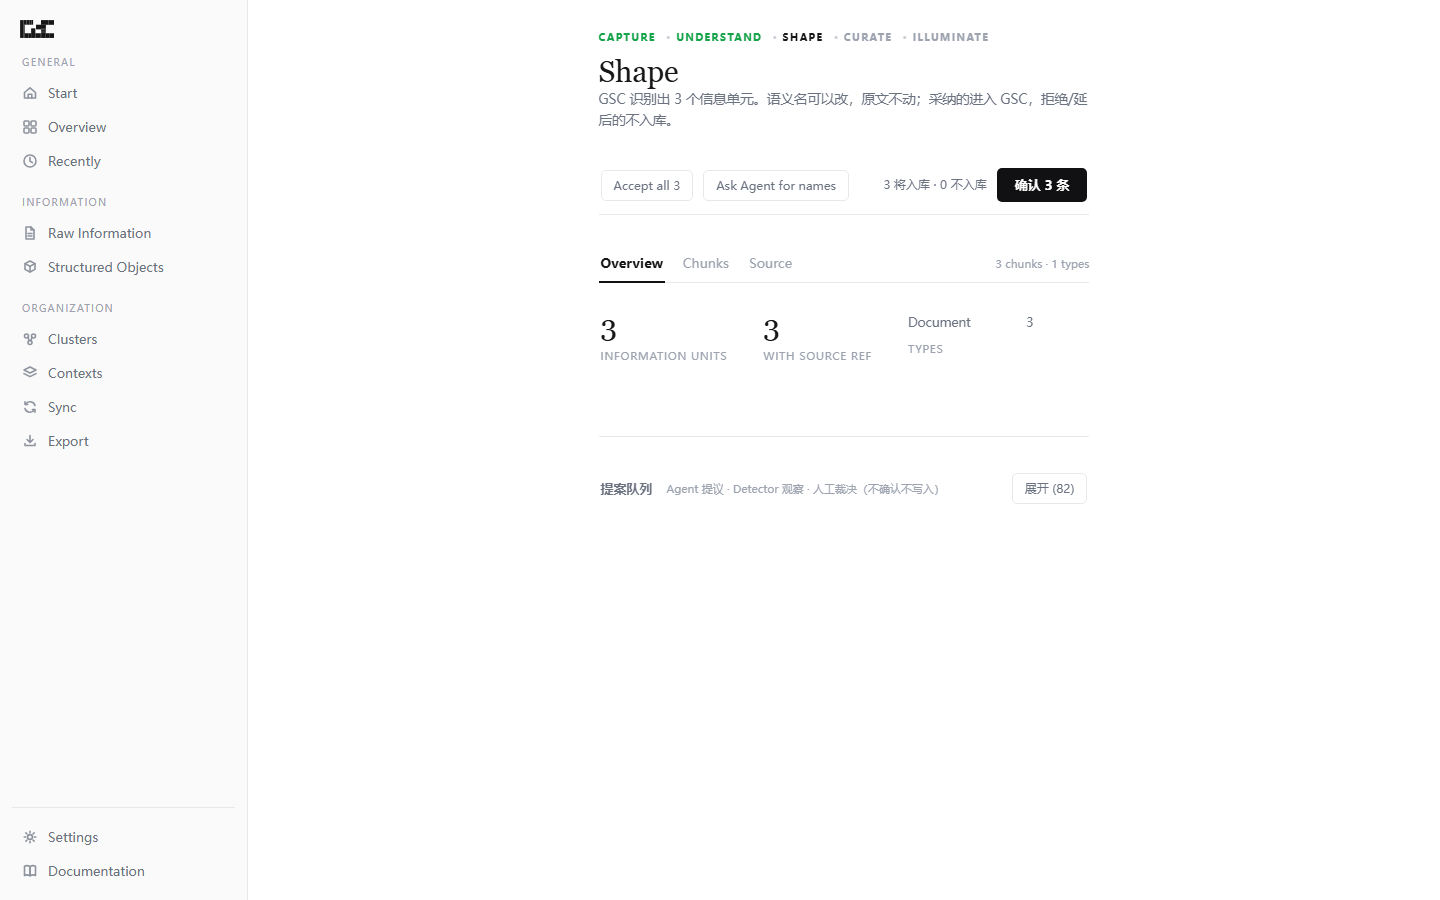 GSC
GENERAL
Start
Overview
Recently
INFORMATION
Raw Information
Structured Objects
ORGANIZATION
Clusters
Contexts
Sync
Export
Settings
Documentation
CAPTURE • UNDERSTAND • SHAPE • CURATE • ILLUMINATE
Shape
GSC 识别出 3 个信息单元。语义名可以改，原文不动；采纳的进入 GSC，拒绝/延
后的不入库。
Accept all 3 Ask Agent for names 3 将入库 · 0 不入库 确认 3 条
Overview Chunks Source 3 chunks · 1 types
3 3 Document 3
INFORMATION UNITS WITH SOURCE REF TYPES
提案队列 Agent 提议 · Detector 观察 · 人工裁决（不确认不写入） 展开 (82)